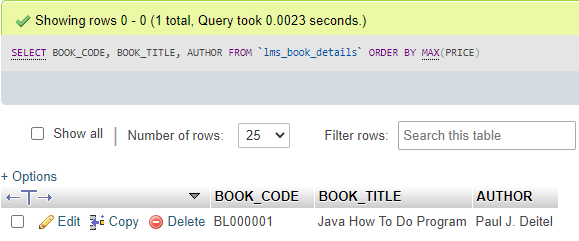 Showing rows 0 - 0 (1 total, Query took 0.0023 seconds.)
SELECT BOOK_CODE, BOOK_TITLE, AUTHOR FROM `lms_book_details` ORDER BY MAX(PRICE)
Show all | Number of rows: 25 Filter rows: Search this table
+ Options
←T→ BOOK_CODE BOOK_TITLE AUTHOR
Edit Copy Delete BL000001 Java How To Do Program Paul J. Deitel